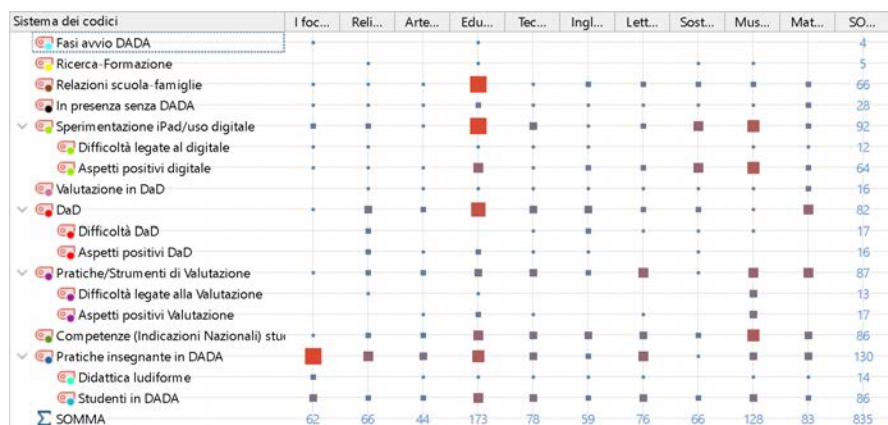 Sistema dei codici I foc... Reli... Arte... Edu... Tec... Ingl... Lett... Sost... Mus... Mat... SO...
Fasi avvio DADA 4
Ricerca-Formazione 5
Relazioni scuola-famiglie 66
In presenza senza DADA 28
Sperimentazione iPad/uso digitale 92
Difficoltà legate al digitale 12
Aspetti positivi digitale 64
Valutazione in DaD 16
DaD 82
Difficoltà DaD 17
Aspetti positivi DaD 16
Pratiche/Strumenti di Valutazione 87
Difficoltà legate alla Valutazione 13
Aspetti positivi Valutazione 17
Competenze (Indicazioni Nazionali) stu 86
Pratiche insegnante in DADA 130
Didattica ludiforme 14
Studenti in DADA 86
Σ SOMMA 62 66 44 173 78 59 76 66 128 83 835